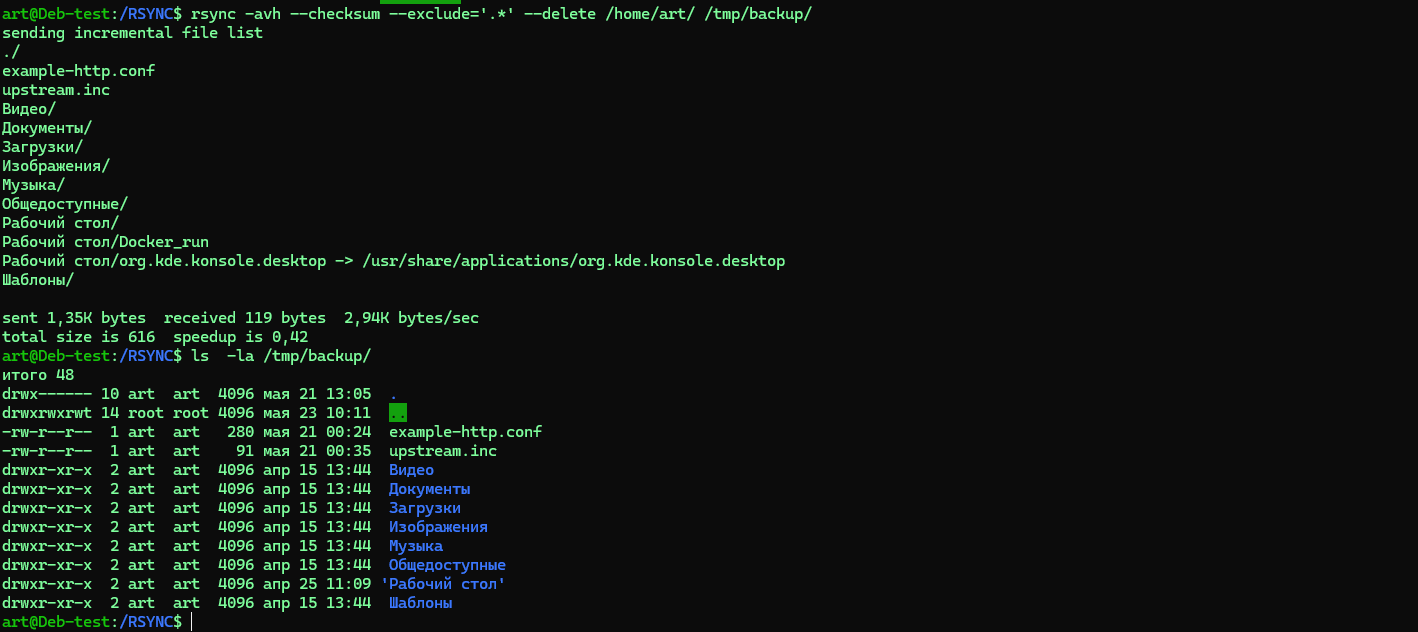 art@Deb-test:/RSYNC$ rsync -avh --checksum --exclude='.*' --delete /home/art/ /tmp/backup/
sending incremental file list
./
example-http.conf
upstream.inc
Видео/
Документы/
Загрузки/
Изображения/
Музыка/
Общедоступные/
Рабочий стол/
Рабочий стол/Docker_run
Рабочий стол/org.kde.konsole.desktop -> /usr/share/applications/org.kde.konsole.desktop
Шаблоны/

sent 1,35K bytes  received 119 bytes  2,94K bytes/sec
total size is 616  speedup is 0,42
art@Deb-test:/RSYNC$ ls  -la /tmp/backup/
итого 48
drwx------ 10 art  art  4096 мая 21 13:05  .
drwxrwxrwt 14 root root 4096 мая 23 10:11  ..
-rw-r--r--  1 art  art   280 мая 21 00:24  example-http.conf
-rw-r--r--  1 art  art    91 мая 21 00:35  upstream.inc
drwxr-xr-x  2 art  art  4096 апр 15 13:44  Видео
drwxr-xr-x  2 art  art  4096 апр 15 13:44  Документы
drwxr-xr-x  2 art  art  4096 апр 15 13:44  Загрузки
drwxr-xr-x  2 art  art  4096 апр 15 13:44  Изображения
drwxr-xr-x  2 art  art  4096 апр 15 13:44  Музыка
drwxr-xr-x  2 art  art  4096 апр 15 13:44  Общедоступные
drwxr-xr-x  2 art  art  4096 апр 25 11:09 'Рабочий стол'
drwxr-xr-x  2 art  art  4096 апр 15 13:44  Шаблоны
art@Deb-test:/RSYNC$